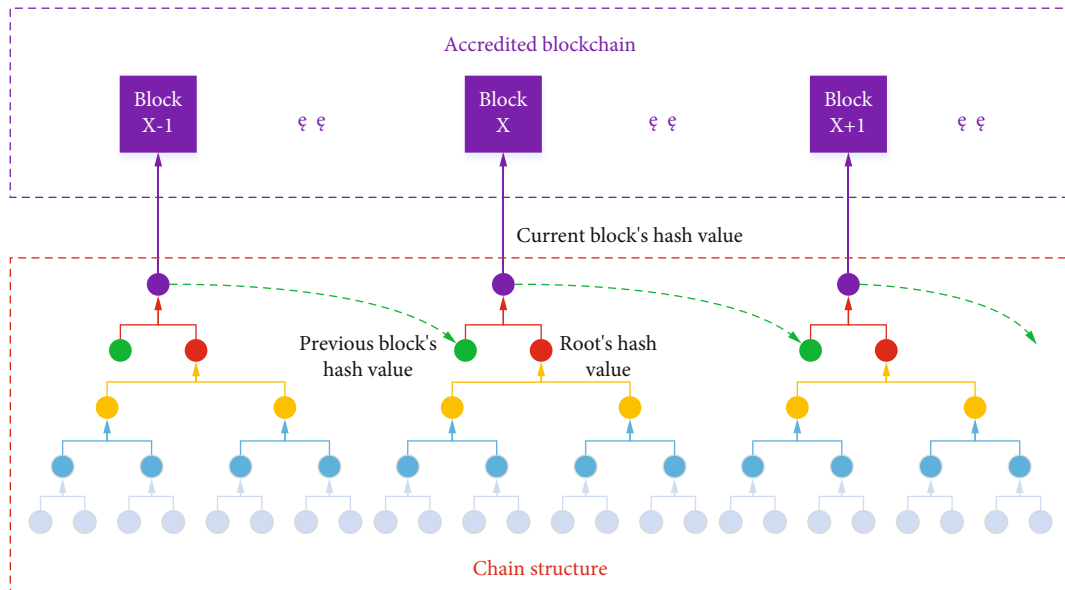 Accredited blockchain
Block
X-1
ę ę
Block
X
ę ę
Block
X+1
ę ę
Current block's hash value
Previous block's
hash value
Root's hash
value
Chain structure